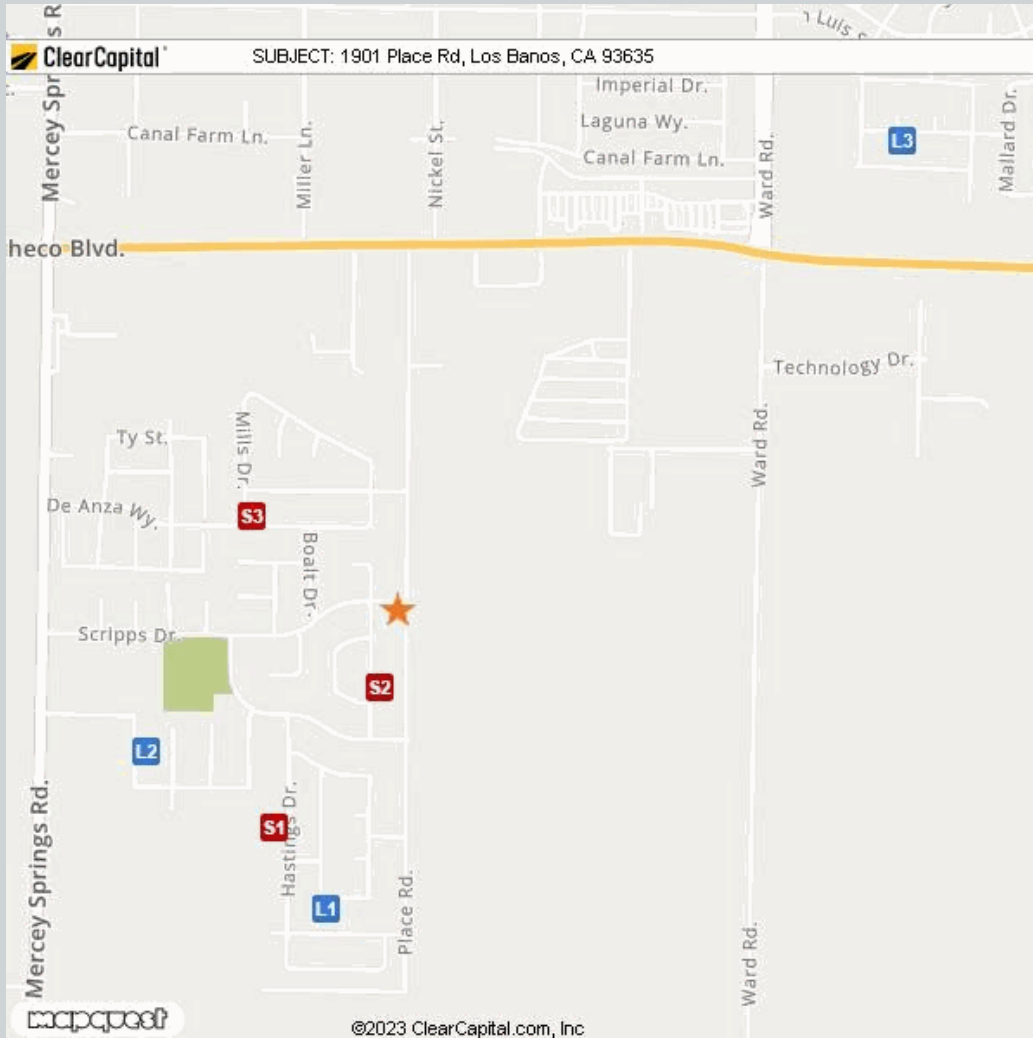 Mercey Springs R
n Luis
ClearCapital
SUBJECT: 1901 Place Rd, Los Banos, CA 93635
Imperial Dr.
Laguna Wy.
Canal Farm Ln.
Canal Farm Ln.
Miller Ln.
Nickel St.
Ward Rd.
L3
Mallard Dr.
heco Blvd.
Technology Dr.
Ty St.
Mills Dr.
Ward Rd.
De Anza Wy.
S3
Boalt Dr.
Scripps Dr.
S2
L2
Mercey Springs Rd.
S1
Hastings Dr.
L1
Place Rd.
Ward Rd.
mapquest
©2023 ClearCapital.com, Inc